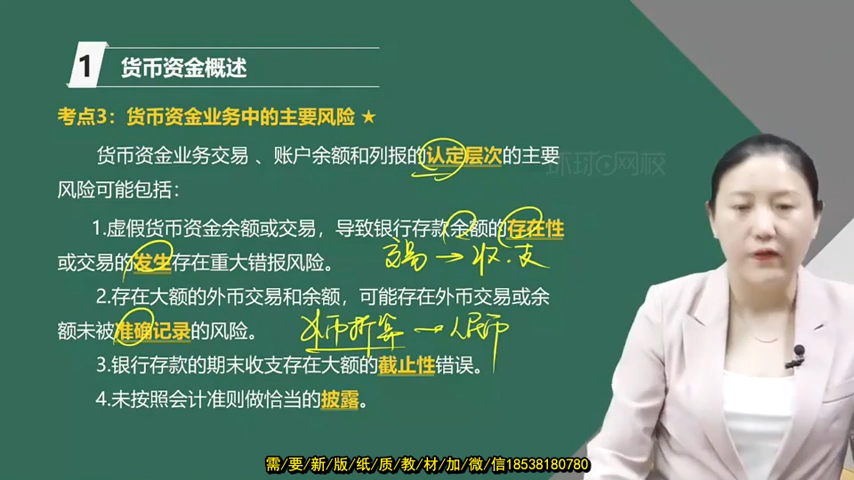 1 货币资金概述
考点3：货币资金业务中的主要风险 ★
货币资金业务交易 、账户余额和列报的认定层次的主要
风险可能包括：
环球网校
1.虚假货币资金余额或交易，导致银行存款余额的存在性
或交易的发生存在重大错报风险。
交易→收.支
2.存在大额的外币交易和余额，可能存在外币交易或余
额未被准确记录的风险。
外币折算→人民币
3.银行存款的期末收支存在大额的截止性错误。
4.未按照会计准则做恰当的披露。
需/要/新/版/纸/质/教/材/加/微/信18538180780